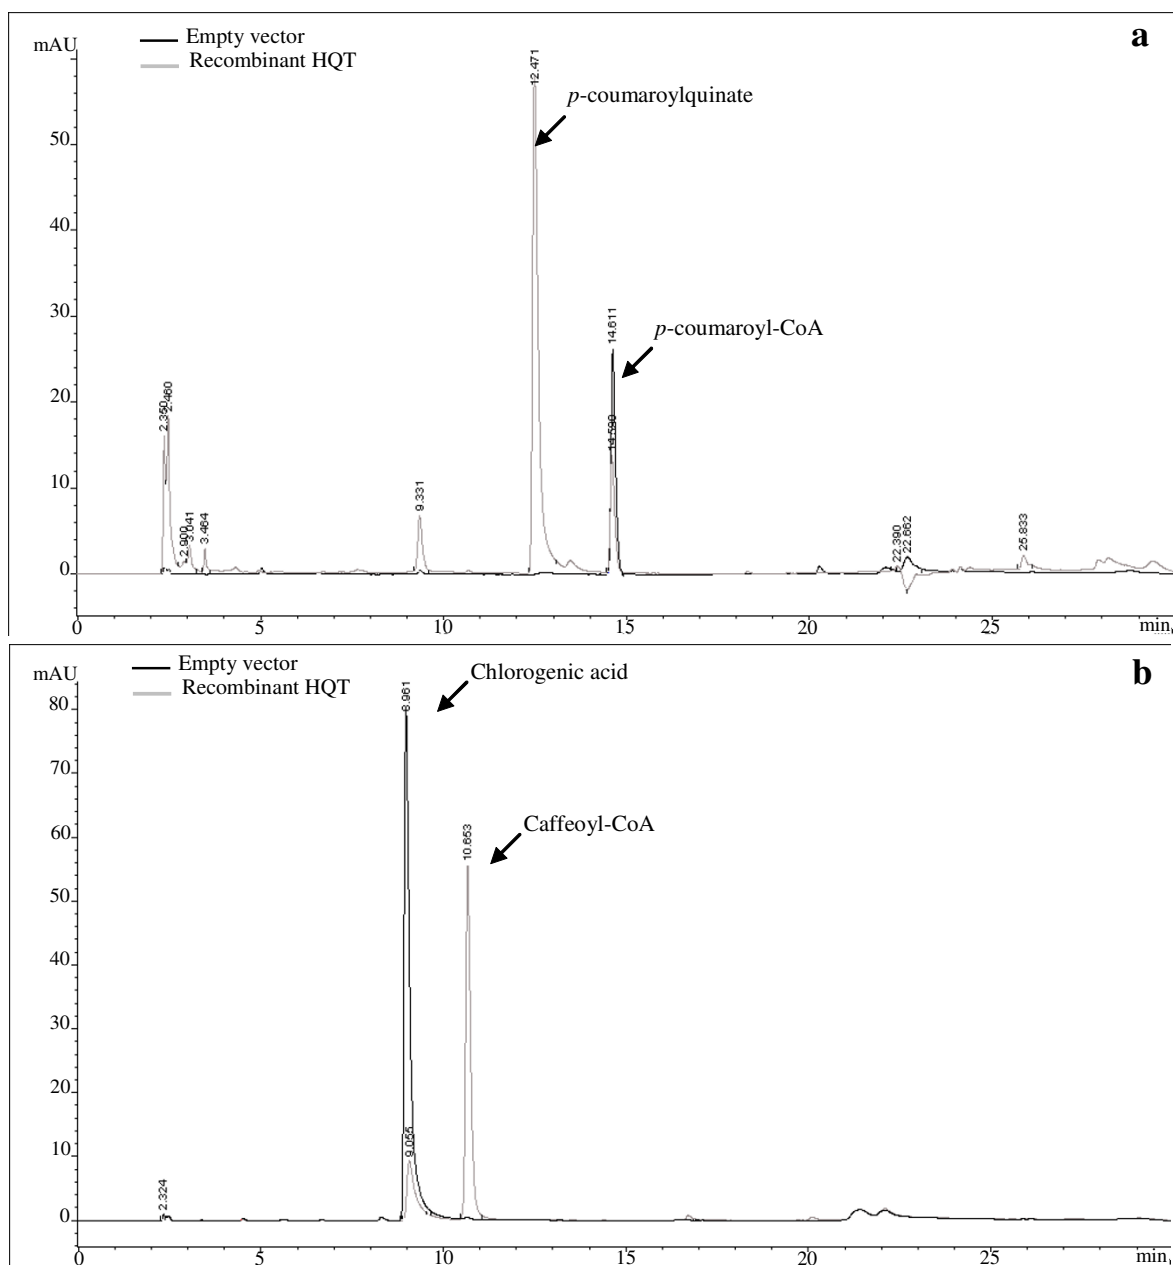 a
mAU
Empty vector
Recombinant HQT
12.471
p-coumaroylquinate
50
40
14.611
p-coumaroyl-CoA
30
20
2.350
2.460
14.590
10
2.900
3.041
3.464
9.331
22.390
22.662
25.833
0
0 5 10 15 20 25 min
b
mAU
Empty vector
Recombinant HQT
Chlorogenic acid
8.961
80
70
Caffeoyl-CoA
10.653
60
50
40
30
20
9.055
10
2.324
0
0 5 10 15 20 25 min